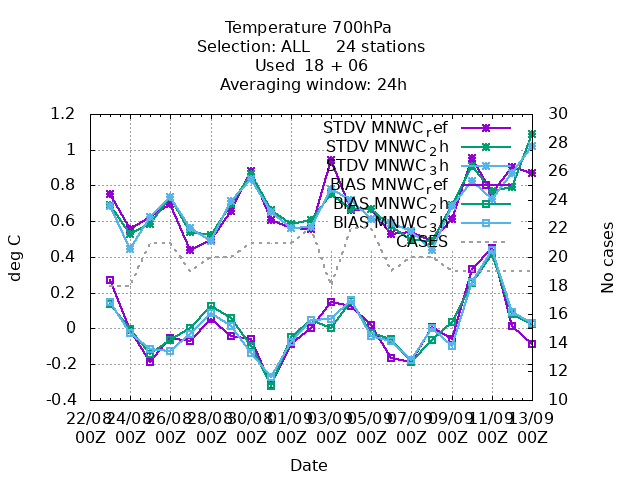 Temperature 700hPa
Selection: ALL     24 stations
Used  18 + 06
Averaging window: 24h
1.2
1
0.8
0.6
0.4
0.2
0
-0.2
-0.4
deg C
30
28
26
24
22
20
18
16
14
12
10
No cases
STDV MNWC_ref
STDV MNWC_2h
STDV MNWC_3h
BIAS MNWC_ref
BIAS MNWC_2h
BIAS MNWC_3h
CASES
22/08 24/08 26/08 28/08 30/08 01/09 03/09 05/09 07/09 09/09 11/09 13/09
00Z 00Z 00Z 00Z 00Z 00Z 00Z 00Z 00Z 00Z 00Z 00Z
Date